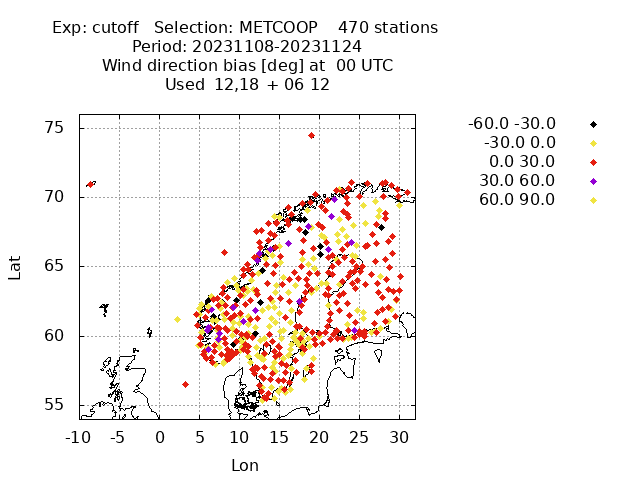 Exp: cutoff   Selection: METCOOP    470 stations
Period: 20231108-20231124
Wind direction bias [deg] at  00 UTC
Used  12,18 + 06 12
-60.0 -30.0
-30.0 0.0
0.0 30.0
30.0 60.0
60.0 90.0
75
70
65
60
55
Lat
-10 -5 0 5 10 15 20 25 30
Lon